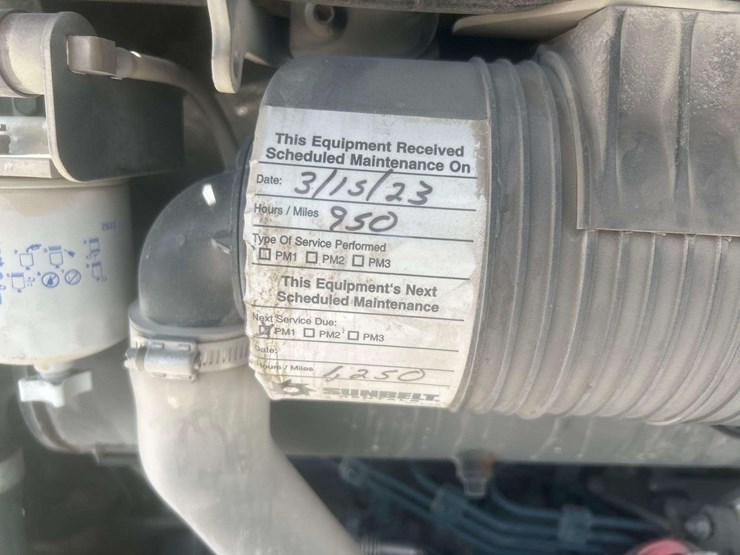 This Equipment Received
Scheduled Maintenance On
Date: 3/15/23
Hours / Miles 950
Type Of Service Performed
☐ PM1 ☐ PM2 ☐ PM3
This Equipment's Next
Scheduled Maintenance
Next Service Due:
☒ PM1 ☐ PM2 ☐ PM3
Date:
Hours / Miles 1,250
SUNBELT